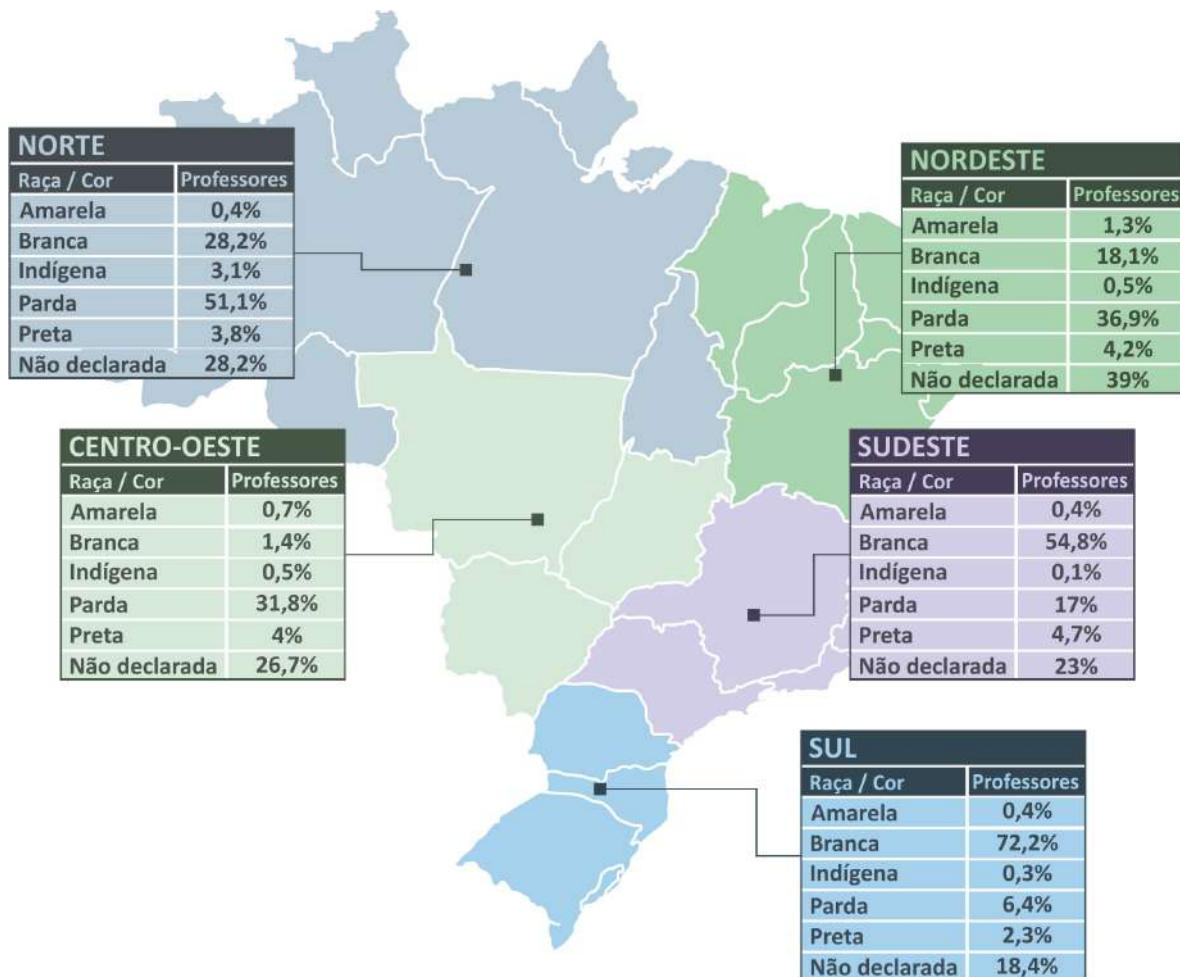 NORTE
Raça / Cor Professores
Amarela 0,4%
Branca 28,2%
Indígena 3,1%
Parda 51,1%
Preta 3,8%
Não declarada 28,2%
NORDESTE
Raça / Cor Professores
Amarela 1,3%
Branca 18,1%
Indígena 0,5%
Parda 36,9%
Preta 4,2%
Não declarada 39%
CENTRO-OESTE
Raça / Cor Professores
Amarela 0,7%
Branca 1,4%
Indígena 0,5%
Parda 31,8%
Preta 4%
Não declarada 26,7%
SUDESTE
Raça / Cor Professores
Amarela 0,4%
Branca 54,8%
Indígena 0,1%
Parda 17%
Preta 4,7%
Não declarada 23%
SUL
Raça / Cor Professores
Amarela 0,4%
Branca 72,2%
Indígena 0,3%
Parda 6,4%
Preta 2,3%
Não declarada 18,4%